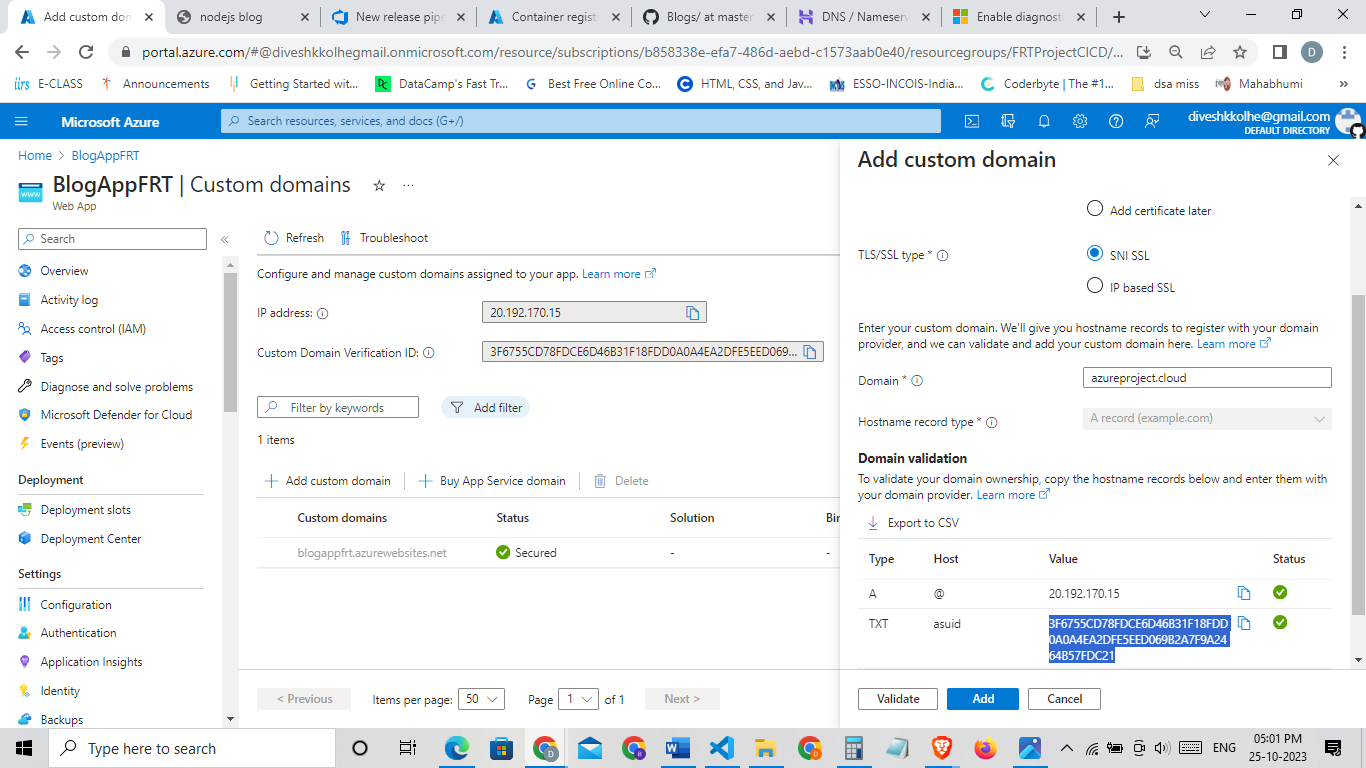 Add custom dom
nodejs blog
New release pipe
Container registr
Blogs/ at master
DNS / Nameserv
Enable diagnost
portal.azure.com/#@diveshkkolhegmail.onmicrosoft.com/resource/subscriptions/b858338e-efa7-486d-aebd-c1573aab0e40/resourcegroups/FRTProjectCICD/...
D
E-CLASS
Announcements
Getting Started wit...
DataCamp's Fast Tr...
Best Free Online Co...
HTML, CSS, and Jav...
ESSO-INCOIS-India...
Coderbyte | The #1...
dsa miss
Mahabhumi
Microsoft Azure
Search resources, services, and docs (G+/)
diveshkkolhe@gmail.com
DEFAULT DIRECTORY
Home > BlogAppFRT
BlogAppFRT | Custom domains
Web App
Search
Overview
Activity log
Access control (IAM)
Tags
Diagnose and solve problems
Microsoft Defender for Cloud
Events (preview)
Deployment
Deployment slots
Deployment Center
Settings
Configuration
Authentication
Application Insights
Identity
Backups
Refresh
Troubleshoot
Configure and manage custom domains assigned to your app. Learn more
IP address:
20.192.170.15
Custom Domain Verification ID:
3F6755CD78FDCE6D46B31F18FDD0A0A4EA2DFE5EED069...
Filter by keywords
Add filter
1 items
Add custom domain
Buy App Service domain
Delete
Custom domains
Status
Solution
Bin
blogappfrt.azurewebsites.net
Secured
-
-
< Previous
Items per page:
50
Page
1
of 1
Next >
Add custom domain
Add certificate later
TLS/SSL type *
SNI SSL
IP based SSL
Enter your custom domain. We'll give you hostname records to register with your domain
provider, and we can validate and add your custom domain here. Learn more
Domain *
azureproject.cloud
Hostname record type *
A record (example.com)
Domain validation
To validate your domain ownership, copy the hostname records below and enter them with
your domain provider. Learn more
Export to CSV
Type
Host
Value
Status
A
@
20.192.170.15
TXT
asuid
3F6755CD78FDCE6D46B31F18FDD
0A0A4EA2DFE5EED069B2A7F9A24
64B57FDC21
Validate
Add
Cancel
Type here to search
ENG
05:01 PM
25-10-2023